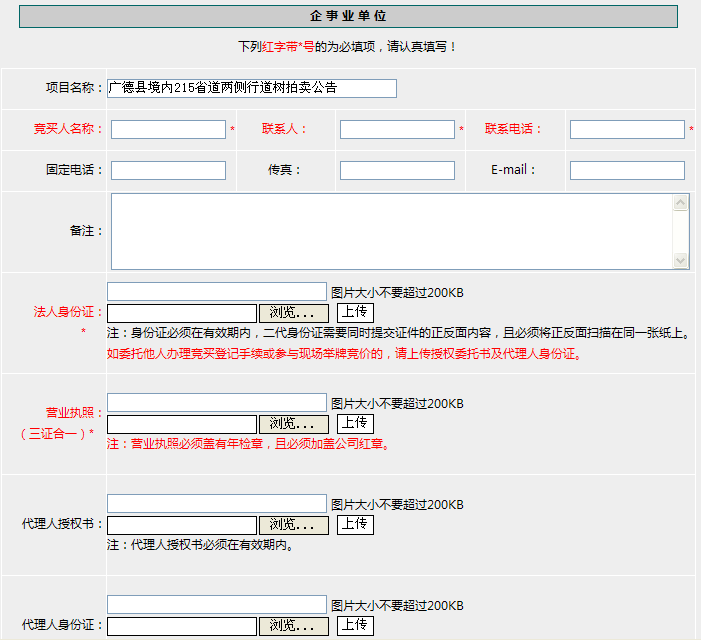 企 事 业 单 位
下列红字带*号的为必填项，请认真填写！
项目名称： 广德县境内215省道两侧行道树拍卖公告
竞买人名称： * 联系人： * 联系电话： *
固定电话： 传真： E-mail：
备注：
图片大小不要超过200KB
法人身份证： 浏览... 上传
* 注：身份证必须在有效期内，二代身份证需要同时提交证件的正反面内容，且必须将正反面扫描在同一张纸上。
如委托他人办理竞买登记手续或参与现场举牌竞价的，请上传授权委托书及代理人身份证。
图片大小不要超过200KB
营业执照： 浏览... 上传
（三证合一）* 注：营业执照必须盖有年检章，且必须加盖公司红章。
图片大小不要超过200KB
代理人授权书： 浏览... 上传
注：代理人授权书必须在有效期内。
图片大小不要超过200KB
代理人身份证： 浏览... 上传